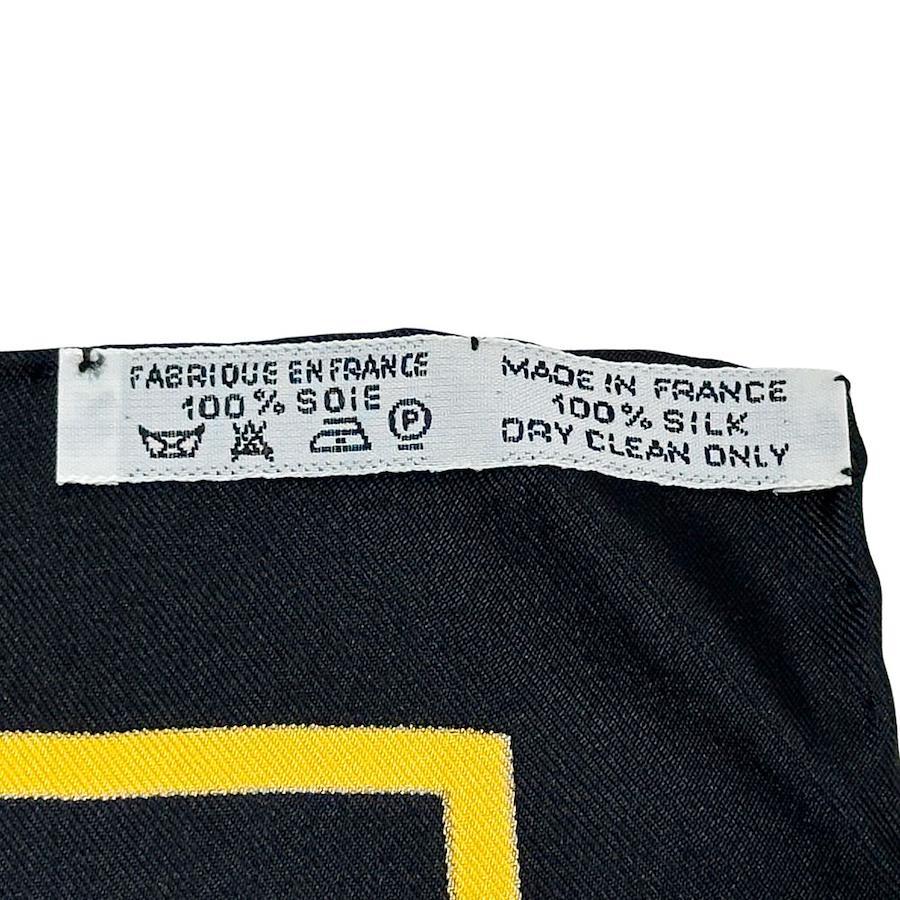 FABRIQUE EN FRANCE
100% SOIE
P
MADE IN FRANCE
100% SILK
DRY CLEAN ONLY